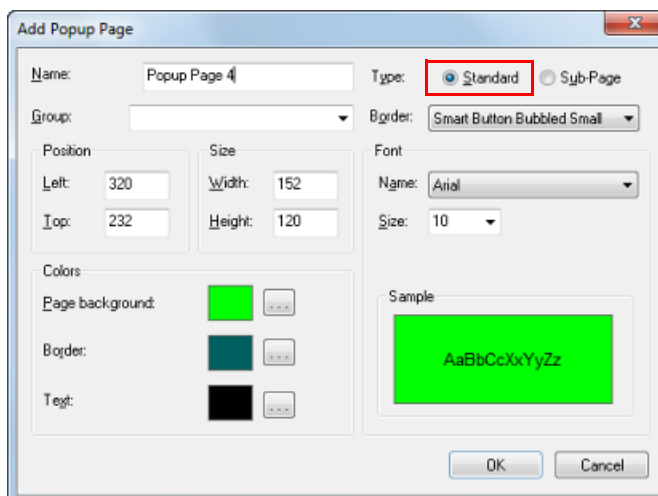 Add Popup Page
Name: Popup Page 4 Type: Standard Sub-Page
Group: Border: Smart Button Bubbled Small
Position Size Font
Left: 320 Width: 152 Name: Arial
Top: 232 Height: 120 Size: 10
Colors
Page background: ... Sample
Border: ... AaBbCcXxYyZz
Text: ...
OK Cancel